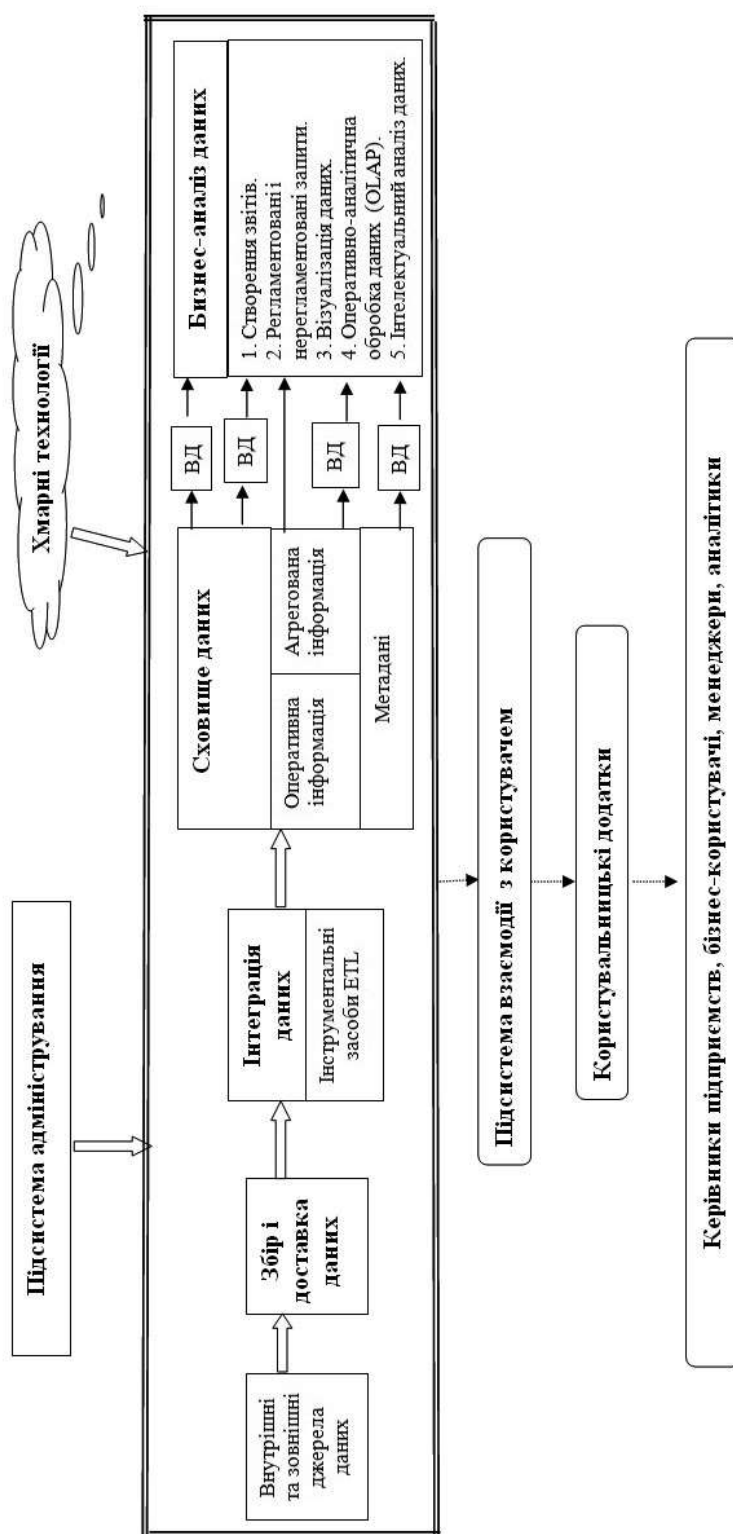 Підсистема адміністрування
Хмарні технології
Внутрішні
та зовнішні
джерела
даних
Збір і
доставка
даних
Інтеграція
даних
Інструментальні
засоби ETL
Сховище даних
Оперативна
інформація
Агрегована
інформація
Метадані
ВД
ВД
ВД
ВД
Бизнес-аналіз даних
1. Створення звітів.
2. Регламентовані і
нерегламентовані запити.
3. Візуалізація даних.
4. Оперативно-аналітична
обробка даних (OLAP).
5. Інтелектуальний аналіз даних.
Підсистема взаємодії з користувачем
Користувальницькі додатки
Керівники підприємств, бізнес-користувачі, менеджери, аналітики